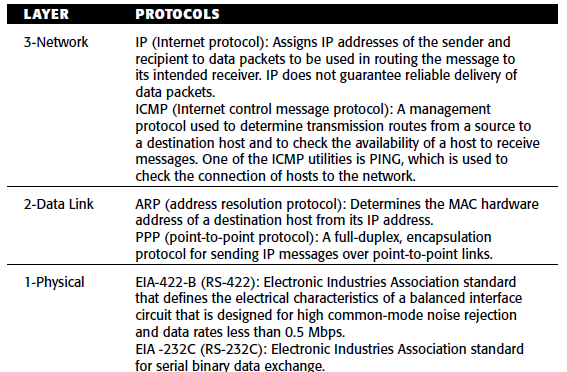 LAYER PROTOCOLS
3-Network IP (Internet protocol): Assigns IP addresses of the sender and
recipient to data packets to be used in routing the message to
its intended receiver. IP does not guarantee reliable delivery of
data packets.
ICMP (Internet control message protocol): A management
protocol used to determine transmission routes from a source to
a destination host and to check the availability of a host to receive
messages. One of the ICMP utilities is PING, which is used to
check the connection of hosts to the network.
2-Data Link ARP (address resolution protocol): Determines the MAC hardware
address of a destination host from its IP address.
PPP (point-to-point protocol): A full-duplex, encapsulation
protocol for sending IP messages over point-to-point links.
1-Physical EIA-422-B (RS-422): Electronic Industries Association standard
that defines the electrical characteristics of a balanced interface
circuit that is designed for high common-mode noise rejection
and data rates less than 0.5 Mbps.
EIA -232C (RS-232C): Electronic Industries Association standard
for serial binary data exchange.